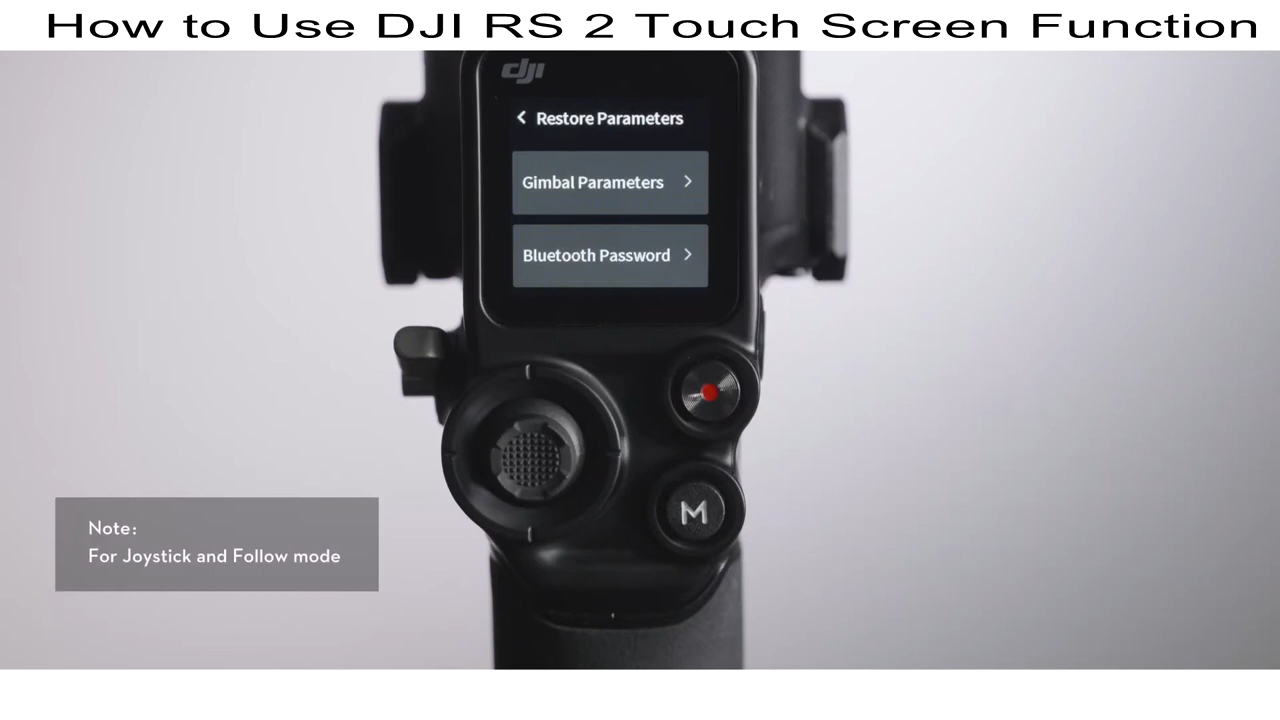 How to Use DJI RS 2 Touch Screen Function
dji
Restore Parameters
Gimbal Parameters
Bluetooth Password
M
Note:
For Joystick and Follow mode